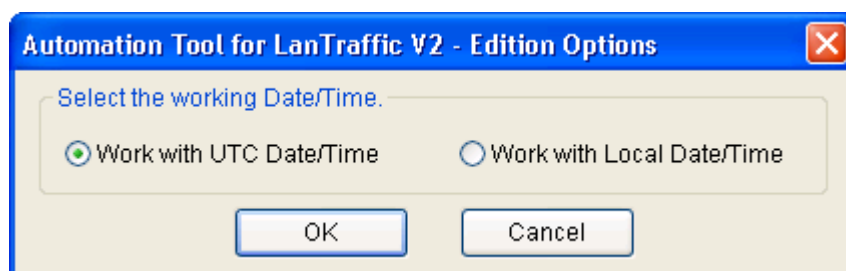 Automation Tool for LanTraffic V2 - Edition Options
Select the working Date/Time.
Work with UTC Date/Time Work with Local Date/Time
OK Cancel